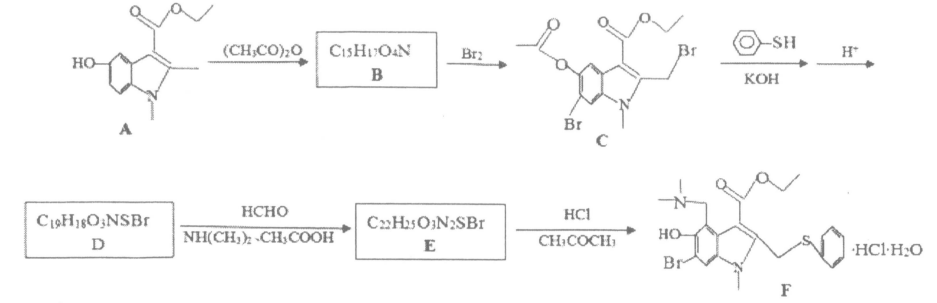 O
O
HO
N
A
(CH₃CO)₂O
C₁₅H₁₇O₄N
B
Br₂
O
O
O
O
Br
Br
N
C
SH
KOH
H⁺
C₁₉H₁₈O₃NSBr
D
HCHO
NH(CH₃)₂ -CH₃COOH
C₂₂H₂₅O₃N₂SBr
E
HCl
CH₃COCH₃
O
O
N
HO
Br
N
S
·HCl·H₂O
F